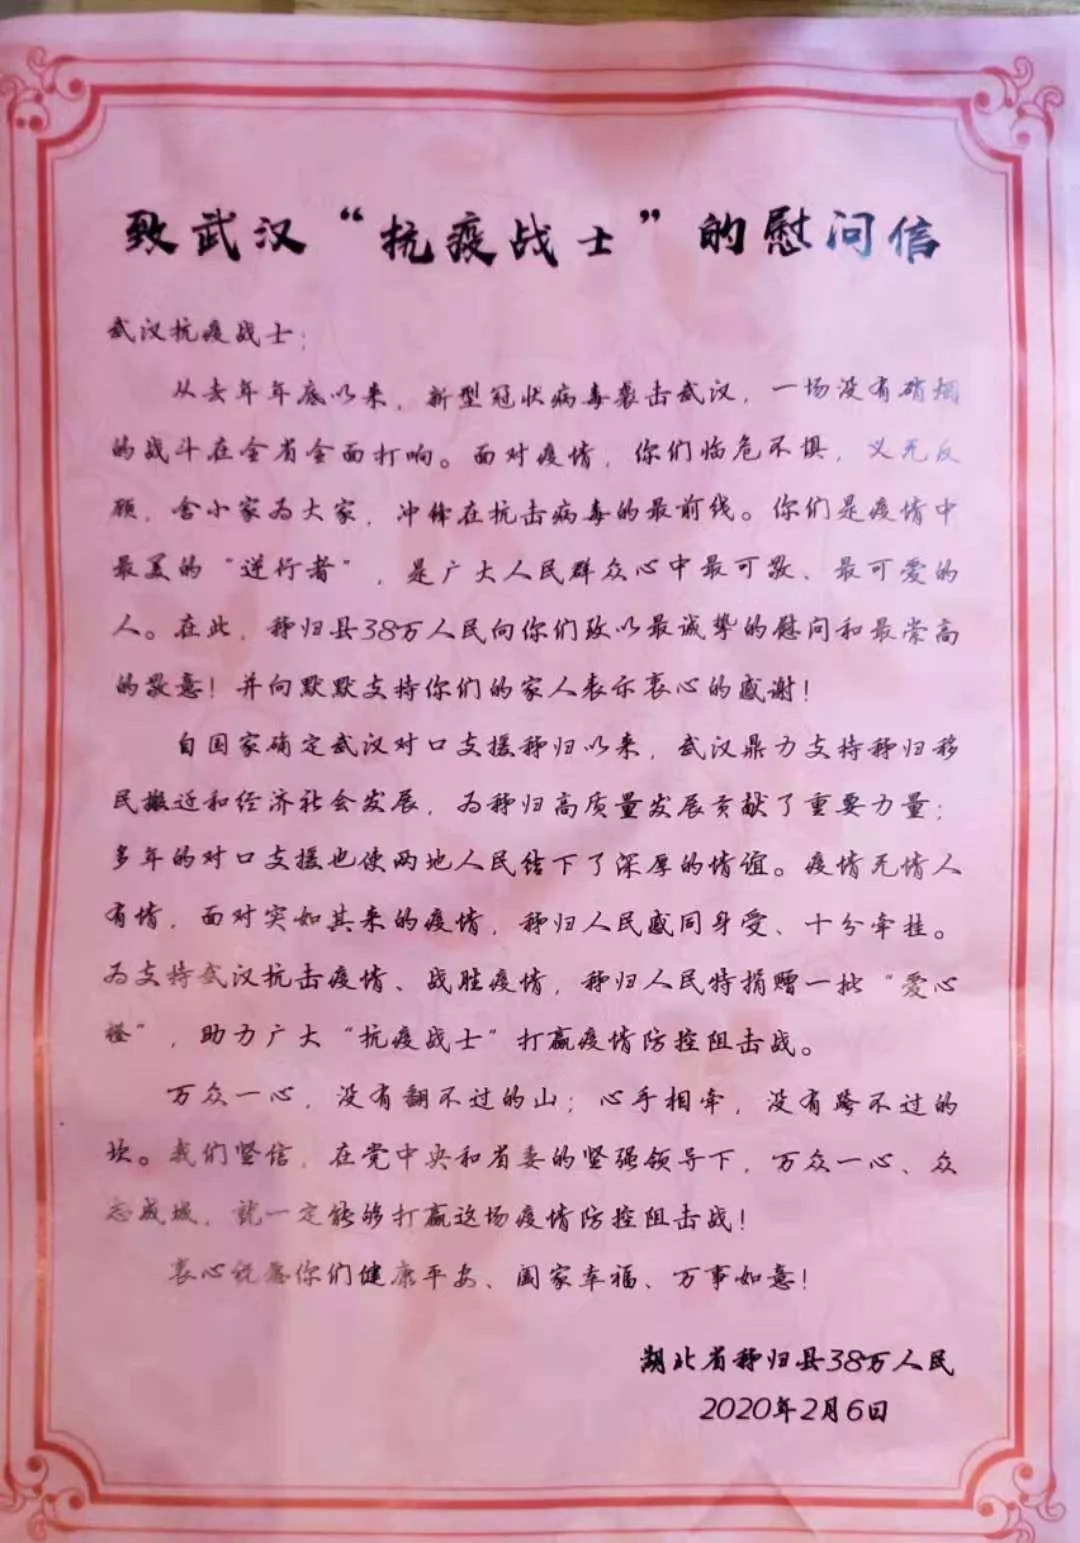 致武汉“抗疫战士”的慰问信
武汉抗疫战士：
从去年年底以来，新型冠状病毒袭击武汉，一场没有硝烟
的战斗在全省全面打响。面对疫情，你们临危不惧，义无反
顾，舍小家为大家，冲锋在抗击病毒的最前线。你们是疫情中
最美的“逆行者”，是广大人民群众心中最可敬、最可爱的
人。在此，秭归县38万人民向你们致以最诚挚的慰问和最崇高
的敬意！并向默默支持你们的家人表示衷心的感谢！
自国家确定武汉对口支援秭归以来，武汉鼎力支持秭归移
民搬迁和经济社会发展，为秭归高质量发展贡献了重要力量；
多年的对口支援也使两地人民结下了深厚的情谊。疫情无情人
有情，面对突如其来的疫情，秭归人民感同身受、十分牵挂。
为支持武汉抗击疫情、战胜疫情，秭归人民特捐赠一批“爱心
橙”，助力广大“抗疫战士”打赢疫情防控阻击战。
万众一心，没有翻不过的山；心手相牵，没有跨不过的
坎。我们坚信，在党中央和省委的坚强领导下，万众一心、众
志成城，就一定能够打赢这场疫情防控阻击战！
衷心祝愿你们健康平安、阖家幸福、万事如意！
湖北省秭归县38万人民
2020年2月6日